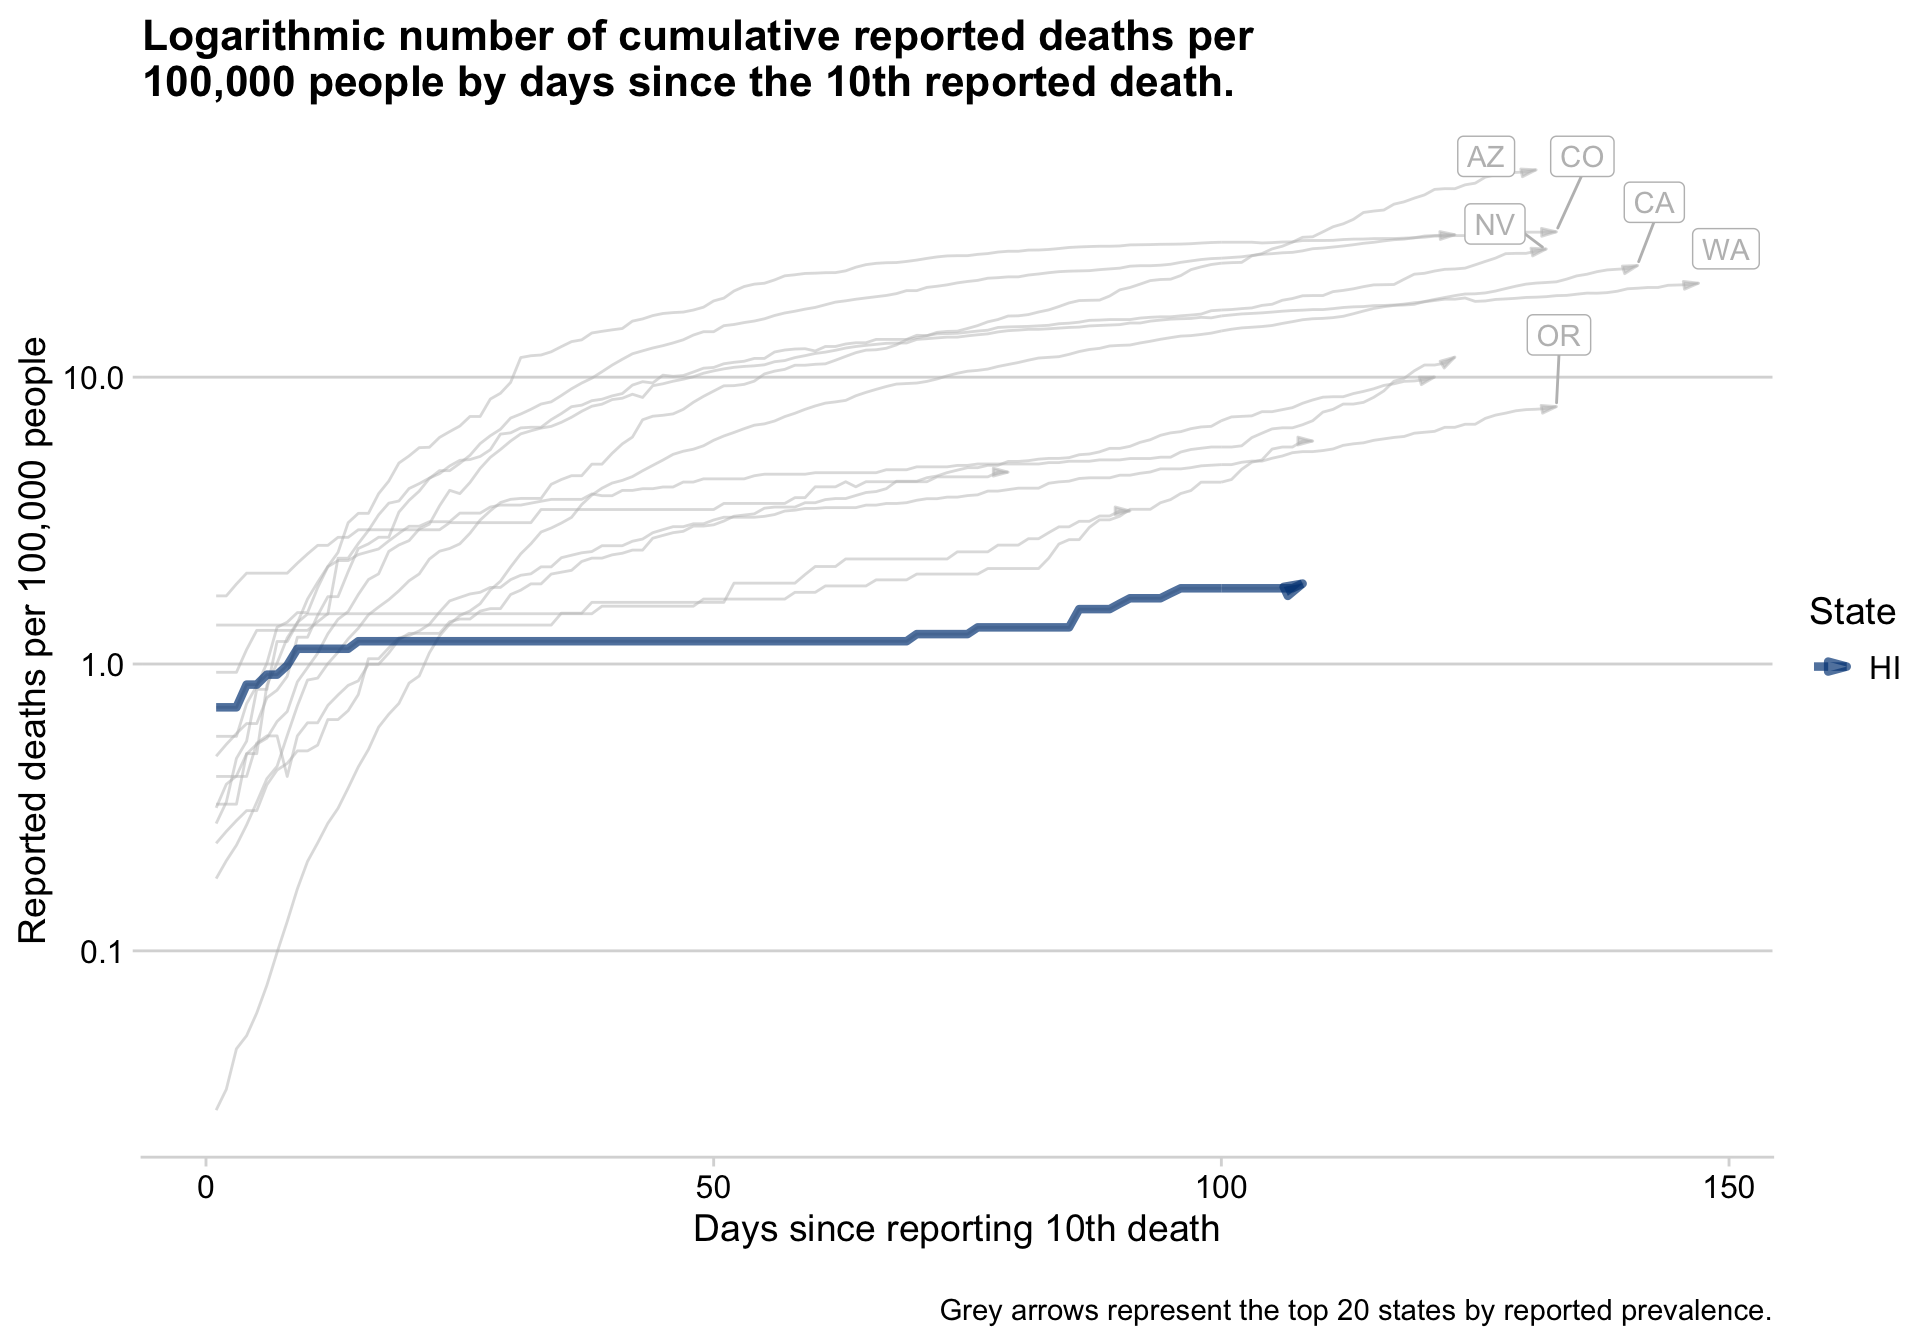 Logarithmic number of cumulative reported deaths per
100,000 people by days since the 10th reported death.
AZ
CO
CA
NV
WA
OR
10.0
1.0
0.1
Reported deaths per 100,000 people
State
HI
0
50
100
150
Days since reporting 10th death
Grey arrows represent the top 20 states by reported prevalence.